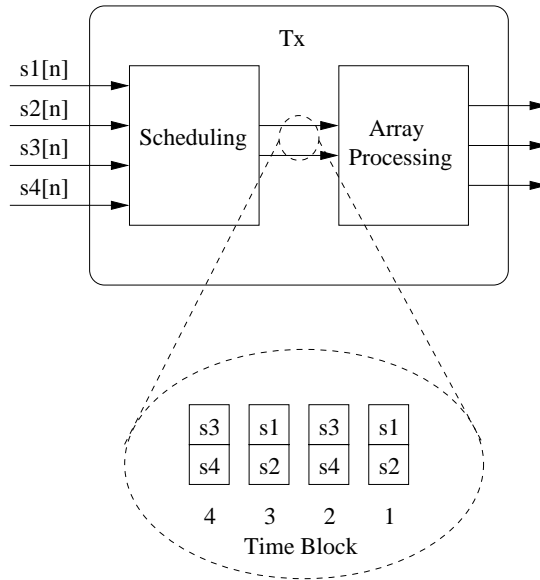 Tx
s1[n]
s2[n]
s3[n]
s4[n]
Scheduling
Array
Processing
s3 s1 s3 s1
s4 s2 s4 s2
4 3 2 1
Time Block